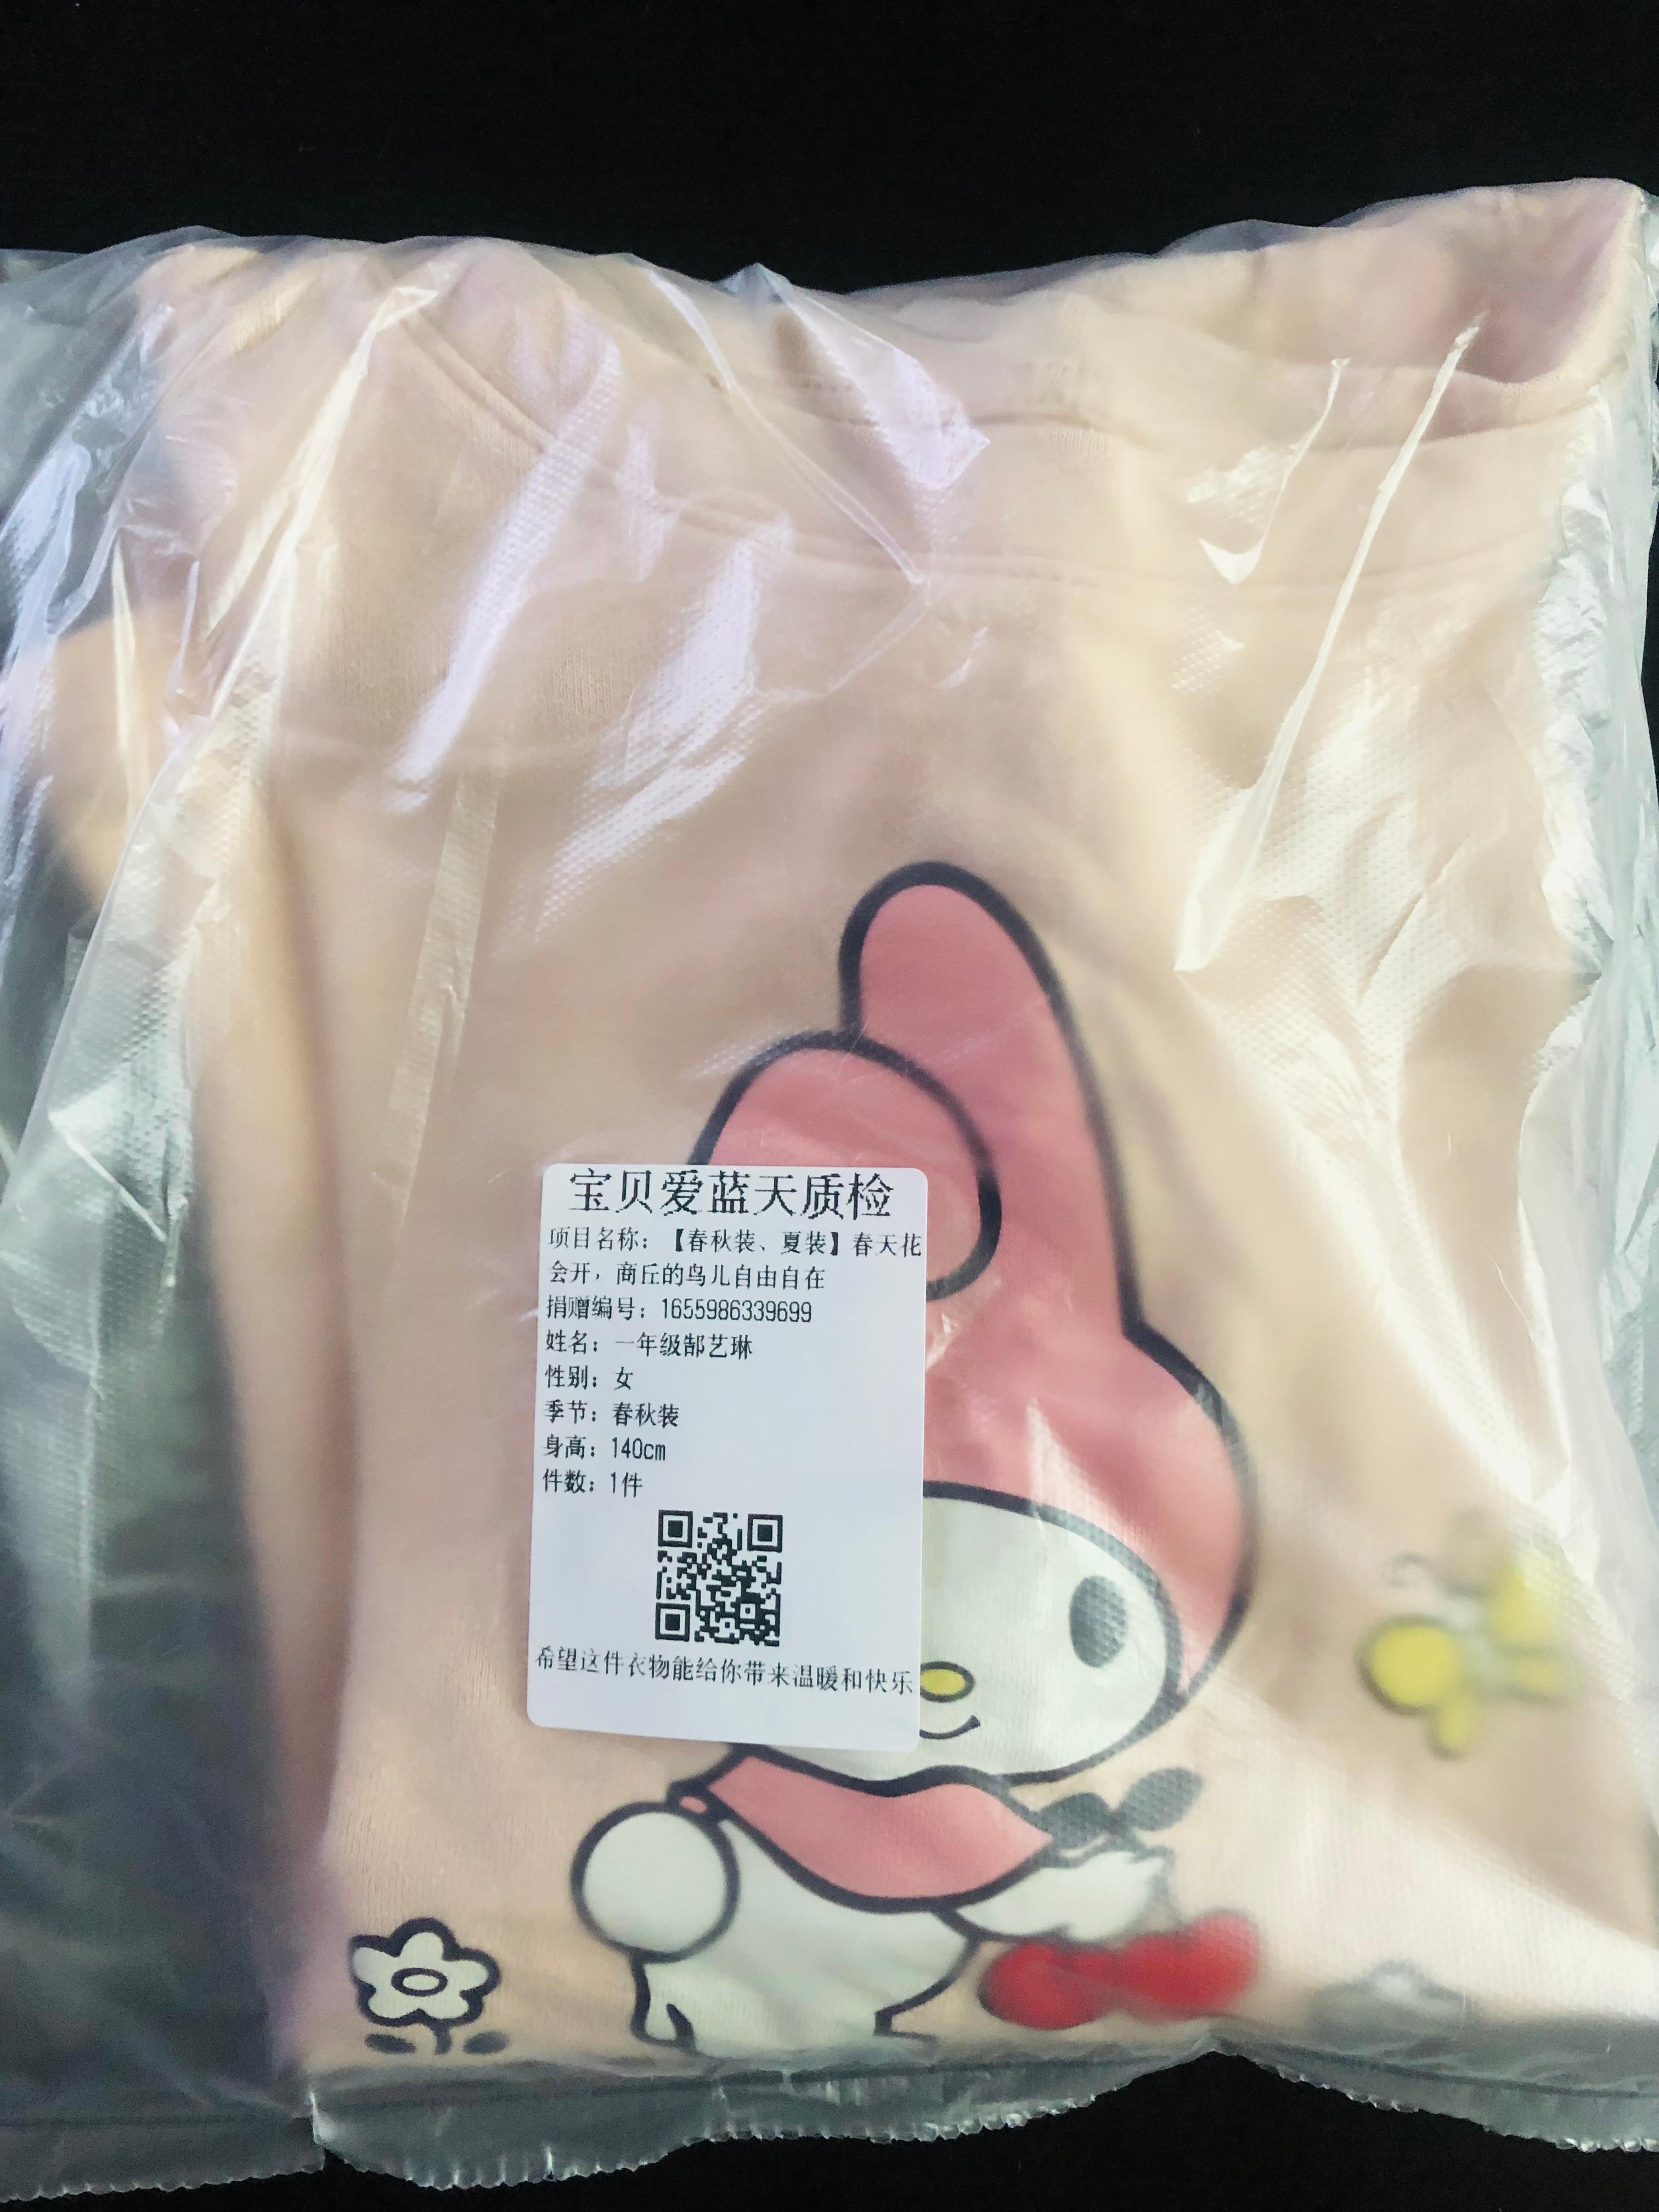 宝贝爱蓝天质检
项目名称：【春秋装、夏装】春天花
会开，商丘的鸟儿自由自在
捐赠编号：1655986339699
姓名：一年级郜艺琳
性别：女
季节：春秋装
身高：140cm
件数：1件
希望这件衣物能给你带来温暖和快乐